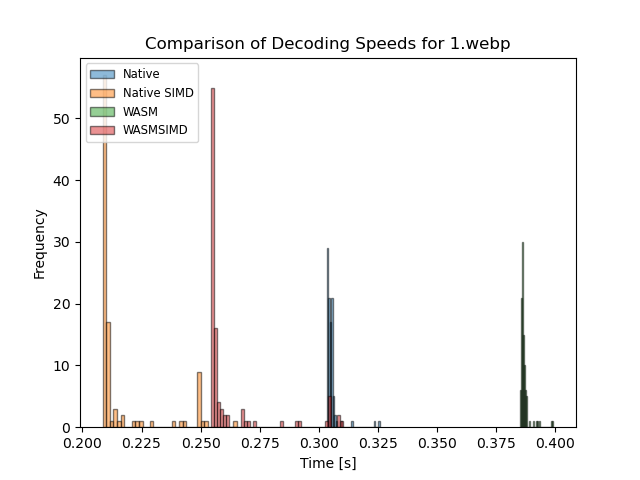 Comparison of Decoding Speeds for 1.webp
Native
Native SIMD
WASM
WASMSIMD
50
40
30
20
10
0
Frequency
0.200 0.225 0.250 0.275 0.300 0.325 0.350 0.375 0.400
Time [s]